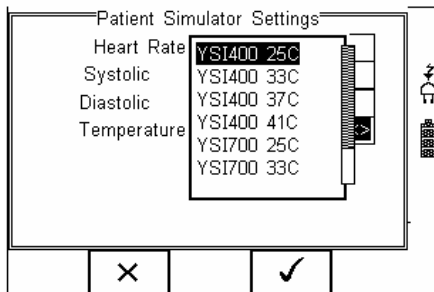 Patient Simulator Settings
Heart Rate
Systolic
Diastolic
Temperature
YSI400 25C
YSI400 33C
YSI400 37C
YSI400 41C
YSI700 25C
YSI700 33C